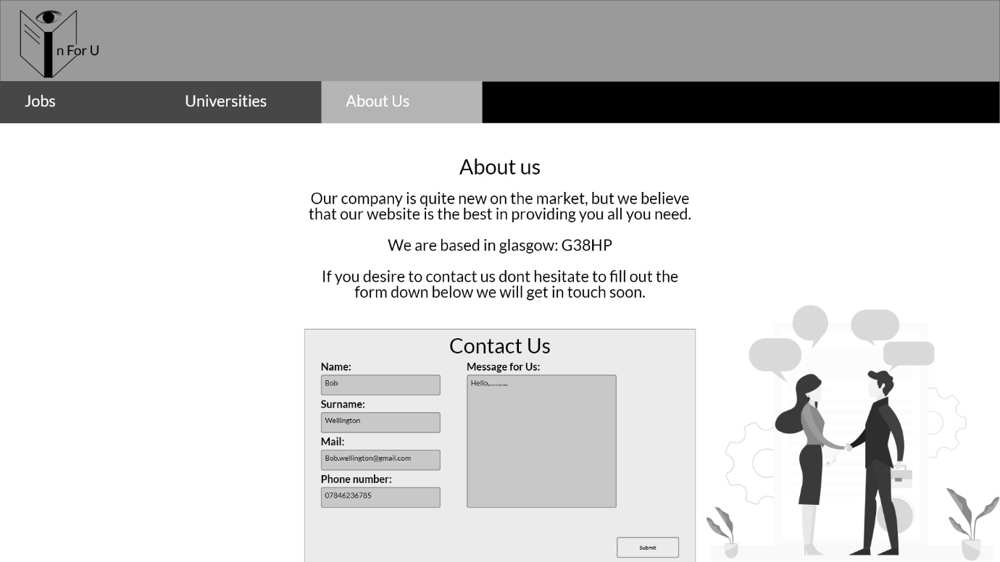 n For U
Jobs
Universities
About Us
About us
Our company is quite new on the market, but we believe
that our website is the best in providing you all you need.
We are based in glasgow: G38HP
If you desire to contact us dont hesitate to fill out the
form down below we will get in touch soon.
Contact Us
Name:
Bob
Surname:
Wellington
Mail:
Bob.wellington@gmail.com
Phone number:
07846236785
Message for Us:
Hello,...........
Submit